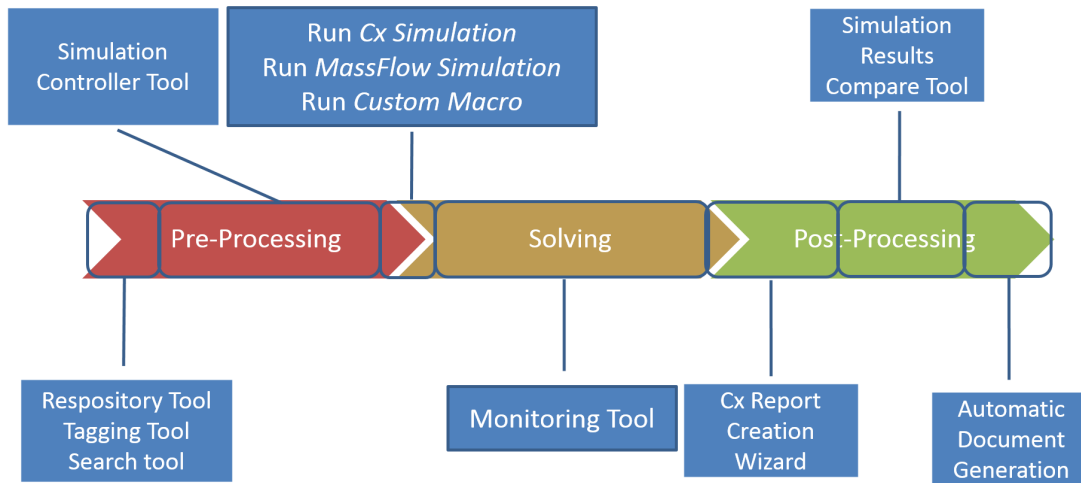 Simulation
Controller Tool
Run Cx Simulation
Run MassFlow Simulation
Run Custom Macro
Simulation
Results
Compare Tool
Pre-Processing
Solving
Post-Processing
Respository Tool
Tagging Tool
Search tool
Monitoring Tool
Cx Report
Creation
Wizard
Automatic
Document
Generation